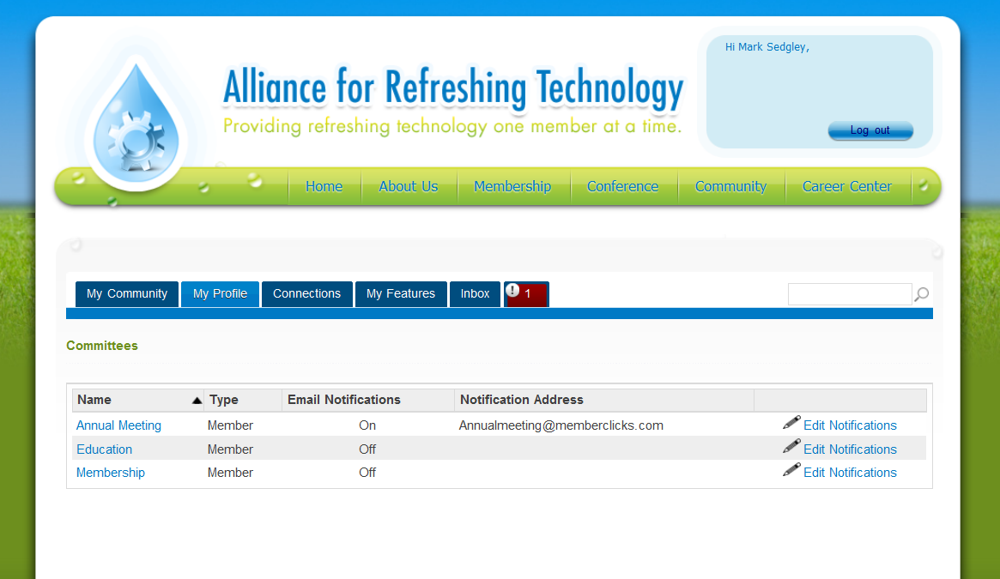 Hi Mark Sedgley,
Alliance for Refreshing Technology
Providing refreshing technology one member at a time.
Log out
Home About Us Membership Conference Community Career Center
My Community My Profile Connections My Features Inbox ! 1
Committees
Name Type Email Notifications Notification Address
Annual Meeting Member On Annualmeeting@memberclicks.com Edit Notifications
Education Member Off Edit Notifications
Membership Member Off Edit Notifications